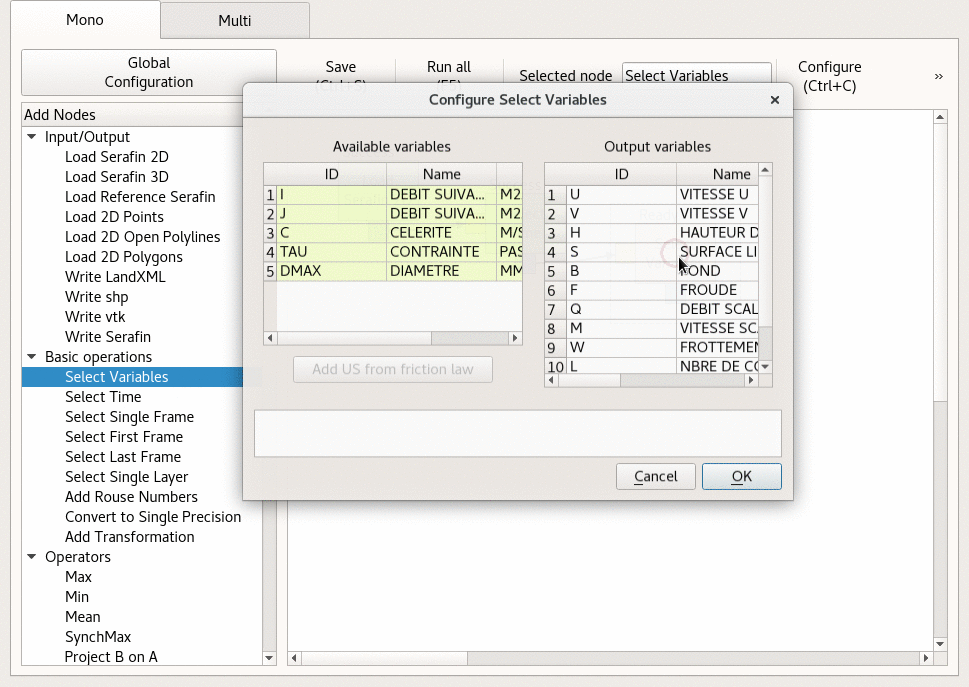 Mono
Multi
Global
Configuration
Save
Run all
Selected node
Select Variables
Configure
(Ctrl+C)
»
Add Nodes
Input/Output
Load Serafin 2D
Load Serafin 3D
Load Reference Serafin
Load 2D Points
Load 2D Open Polylines
Load 2D Polygons
Write LandXML
Write shp
Write vtk
Write Serafin
Basic operations
Select Variables
Select Time
Select Single Frame
Select First Frame
Select Last Frame
Select Single Layer
Add Rouse Numbers
Convert to Single Precision
Add Transformation
Operators
Max
Min
Mean
SynchMax
Project B on A
Configure Select Variables
Available variables
ID Name
1 I DEBIT SUIVA... M2
2 J DEBIT SUIVA... M2
3 C CELERITE M/S
4 TAU CONTRAINTE PAS
5 DMAX DIAMETRE MM
Add US from friction law
Output variables
ID Name
1 U VITESSE U
2 V VITESSE V
3 H HAUTEUR D
4 S SURFACE LI
5 B FOND
6 F FROUDE
7 Q DEBIT SCAL
8 M VITESSE SC
9 W FROTTEMEN
10 L NBRE DE CO
Cancel
OK